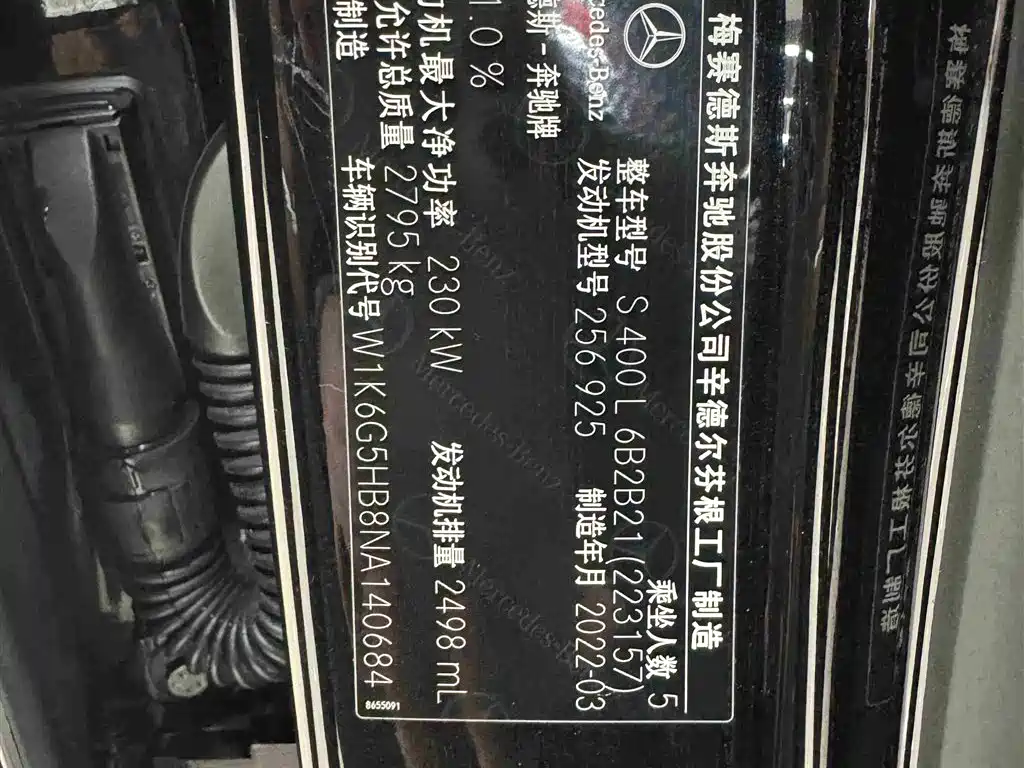 梅赛德斯奔驰股份公司辛德尔芬根工厂制造
Mercedes-Benz
乘坐人数 5
整车型号 S 400 L 6B2B21(223157)
发动机型号 256 925 制造年月 2022-03
德斯-奔驰牌
1.0 %
机最大净功率 230 kW 发动机排量 2498 mL
允许总质量 2795 kg
制造
车辆识别代号 W1K6G5HB8NA140684
8655091